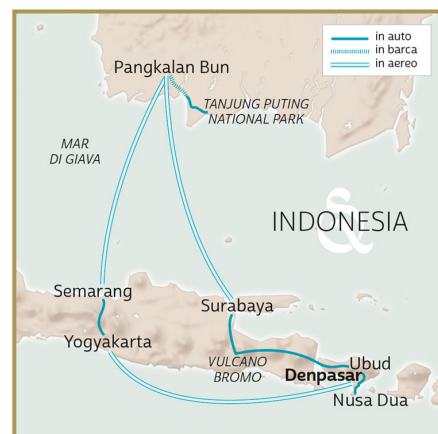 in auto
in barca
in aereo
Pangkalan Bun
TANJUNG PUTING
NATIONAL PARK
MAR
DI GIAVA
&
INDONESIA
Semarang
Surabaya
Yogyakarta
VULCANO
BROMO
Ubud
Denpasar
Nusa Dua